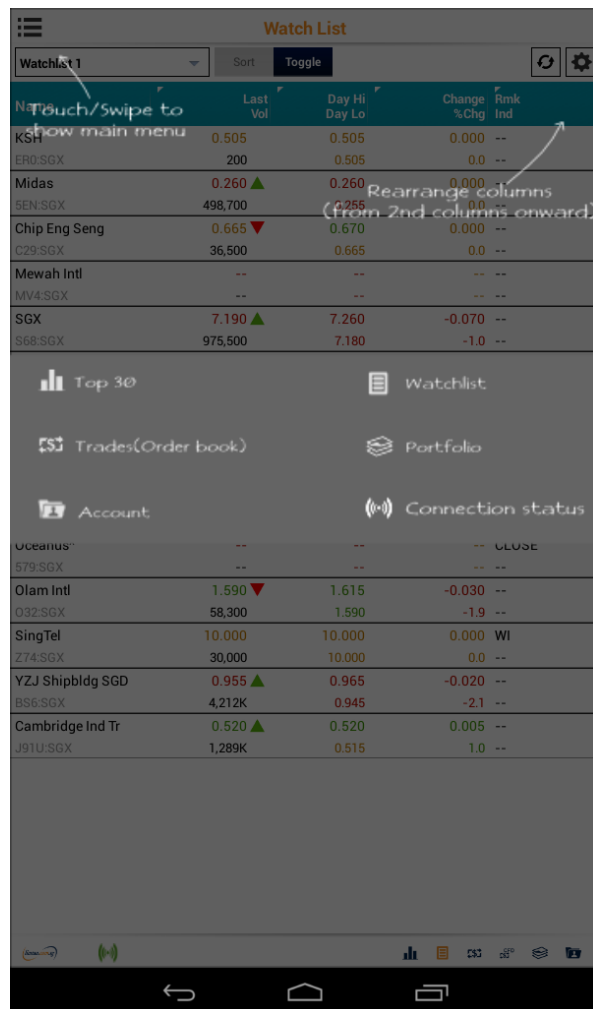 Watch List
Watchlist 1 Sort Toggle
Name Last Day Hi Change Rmk
Vol Day Lo %Chg Ind
Touch/Swipe to
show main menu
KSH 0.505 0.505 0.000 --
ER0:SGX 200 0.505 0.0 --
Midas 0.260 0.260 0.000 --
Rearrange columns
(from 2nd columns onward)
5EN:SGX 498,700 0.255 0.0 --
Chip Eng Seng 0.665 0.670 0.000 --
C29:SGX 36,500 0.665 0.0 --
Mewah Intl -- -- -- --
MV4:SGX -- -- -- --
SGX 7.190 7.260 -0.070 --
S68:SGX 975,500 7.180 -1.0 --
Top 30 Watchlist
Trades(Order book) Portfolio
Account Connection status
Oceanus" -- -- -- CLOSE
579:SGX -- -- -- --
Olam Intl 1.590 1.615 -0.030 --
O32:SGX 58,300 1.590 -1.9 --
SingTel 10.000 10.000 0.000 WI
Z74:SGX 30,000 10.000 0.0 --
YZJ Shipbldg SGD 0.955 0.965 -0.020 --
BS6:SGX 4,212K 0.945 -2.1 --
Cambridge Ind Tr 0.520 0.520 0.005 --
J91U:SGX 1,289K 0.515 1.0 --